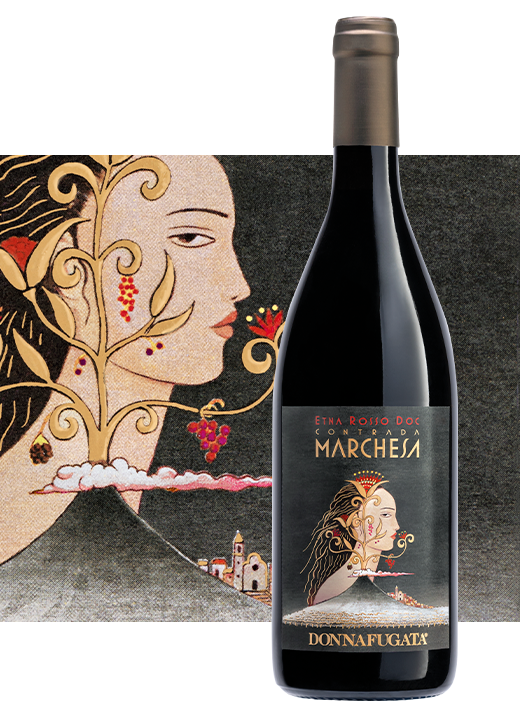 ETNA ROSSO DOC
CONTRADA
MARCHESA
DONNAFUGATA®